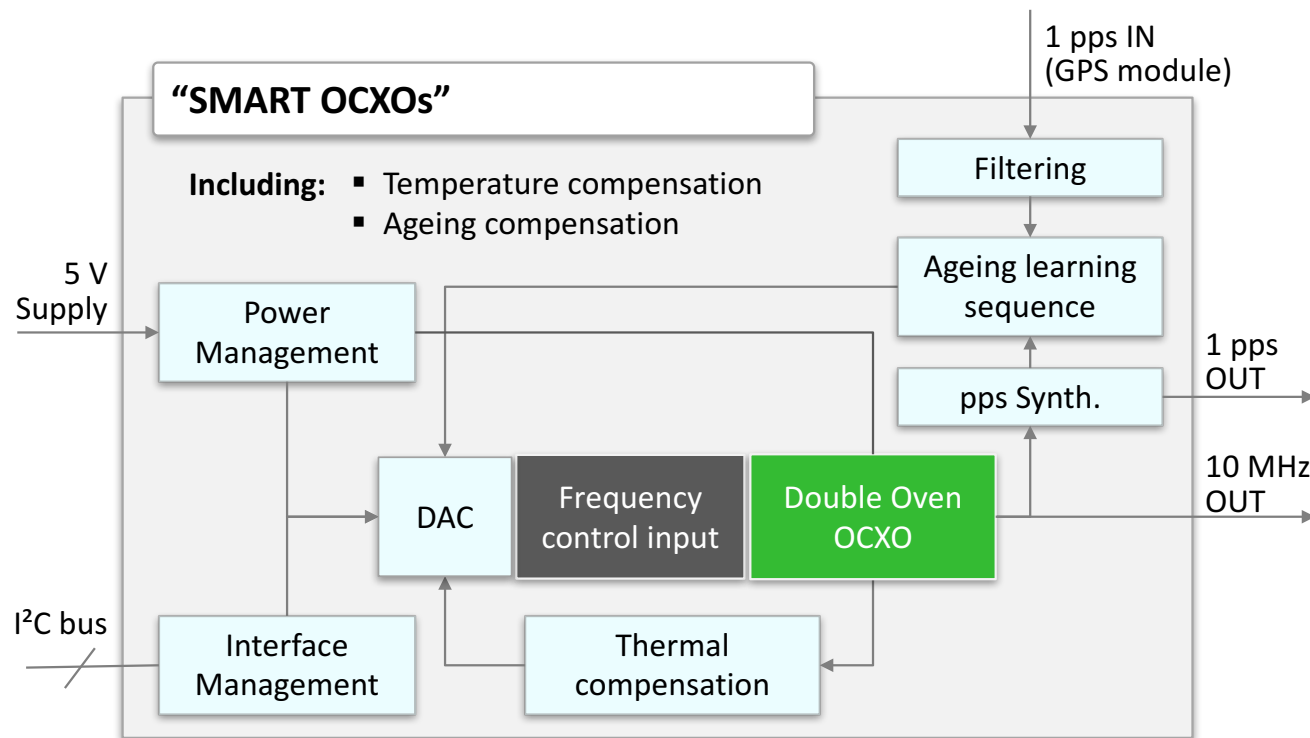 1 pps IN
(GPS module)
“SMART OCXOs”
Filtering
Including: ▪ Temperature compensation
▪ Ageing compensation
Ageing learning
sequence
5 V
Supply
Power
Management
1 pps
OUT
pps Synth.
10 MHz
OUT
DAC
Frequency
control input
Double Oven
OCXO
I²C bus
Interface
Management
Thermal
compensation